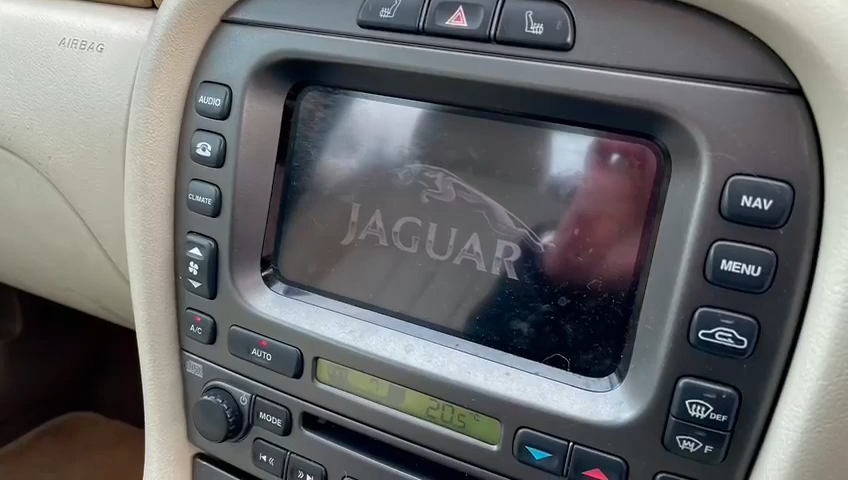 AIRBAG
AUDIO
CLIMATE
A/C
AUTO
MODE
JAGUAR
NAV
MENU
DEF
F
20.5°C